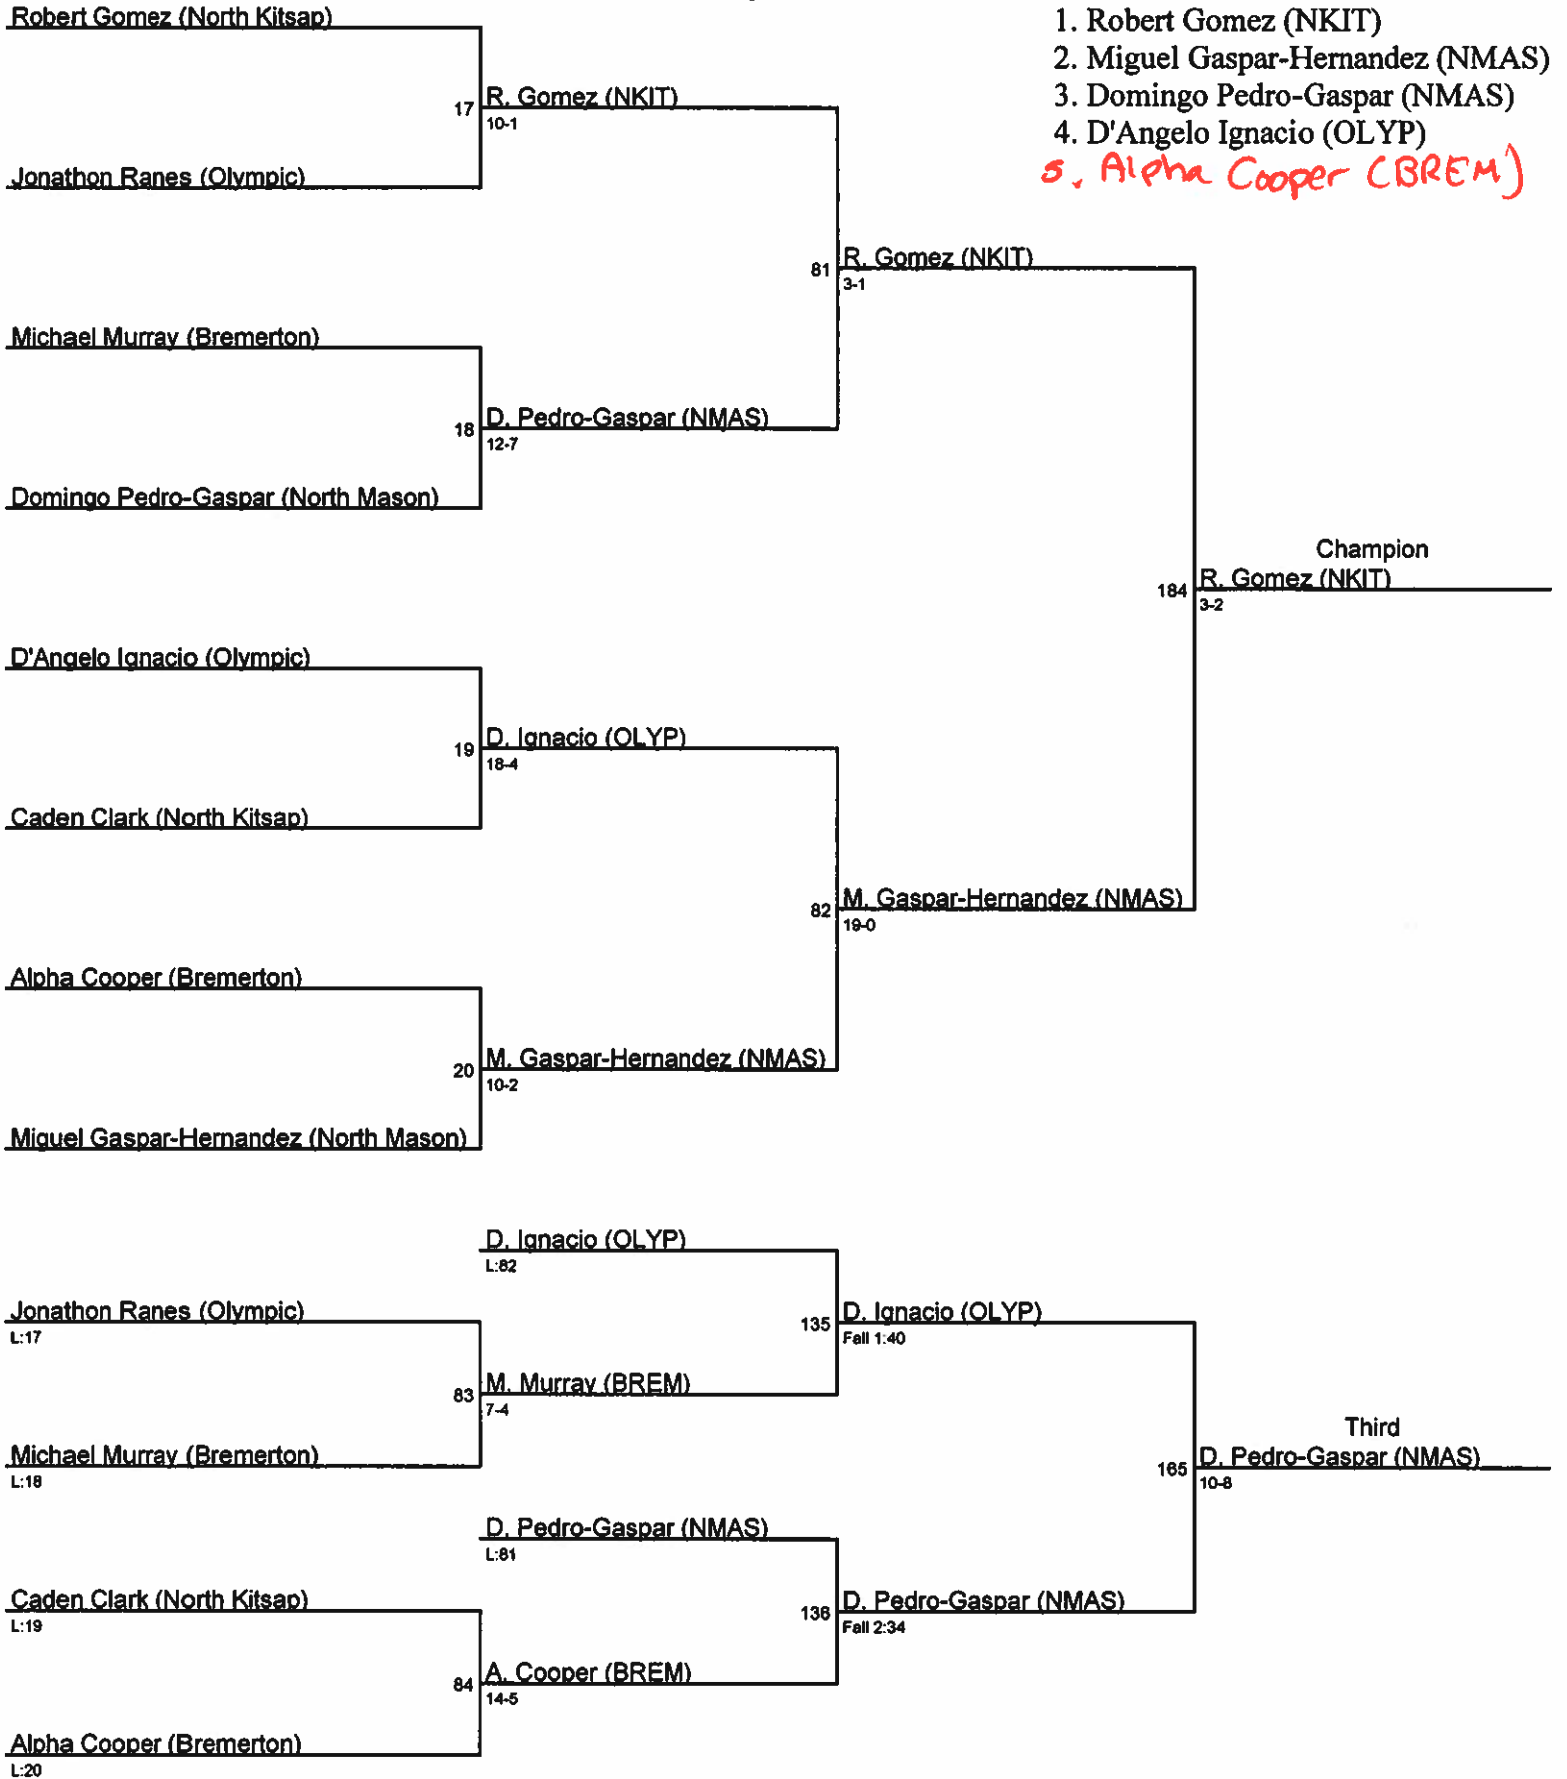 Robert Gomez (North Kitsap)
17
R. Gomez (NKIT)
10-1
Jonathon Ranes (Olympic)
1. Robert Gomez (NKIT)
2. Miguel Gaspar-Hernandez (NMAS)
3. Domingo Pedro-Gaspar (NMAS)
4. D'Angelo Ignacio (OLYP)
5. Alpha Cooper (BREM)
81
R. Gomez (NKIT)
3-1
Michael Murray (Bremerton)
18
D. Pedro-Gaspar (NMAS)
12-7
Domingo Pedro-Gaspar (North Mason)
Champion
184
R. Gomez (NKIT)
3-2
D'Angelo Ignacio (Olympic)
19
D. Ignacio (OLYP)
18-4
Caden Clark (North Kitsap)
82
M. Gaspar-Hernandez (NMAS)
19-0
Alpha Cooper (Bremerton)
20
M. Gaspar-Hernandez (NMAS)
10-2
Miguel Gaspar-Hernandez (North Mason)
D. Ignacio (OLYP)
L:82
Jonathon Ranes (Olympic)
L:17
135
D. Ignacio (OLYP)
Fall 1:40
83
M. Murray (BREM)
7-4
Michael Murray (Bremerton)
L:18
Third
165
D. Pedro-Gaspar (NMAS)
10-8
D. Pedro-Gaspar (NMAS)
L:81
Caden Clark (North Kitsap)
L:19
136
D. Pedro-Gaspar (NMAS)
Fall 2:34
84
A. Cooper (BREM)
14-5
Alpha Cooper (Bremerton)
L:20